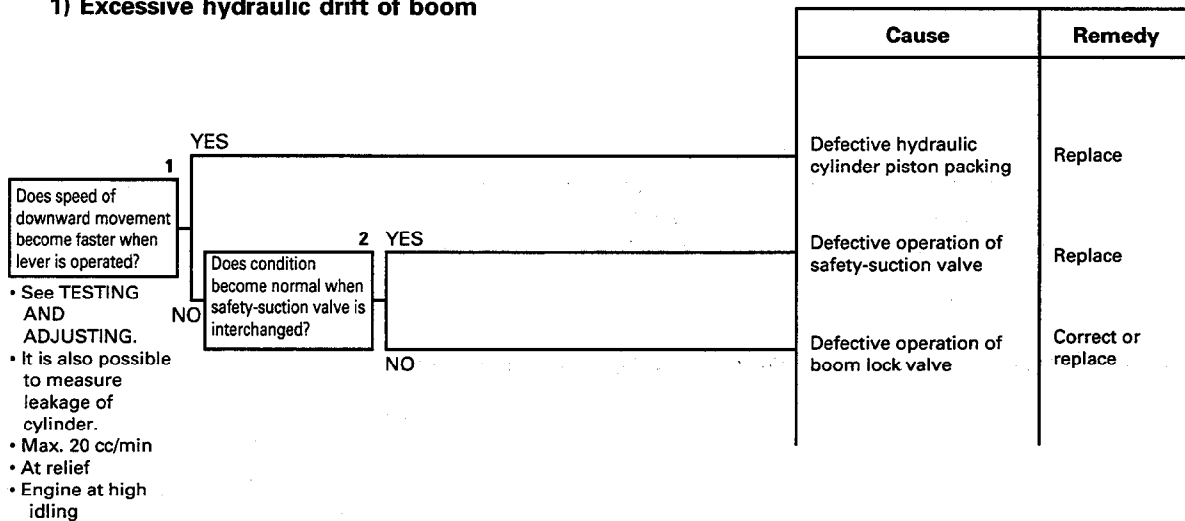 1) Excessive hydraulic drift of boom
Cause
Remedy
YES
1
Does speed of
downward movement
become faster when
lever is operated?
• See TESTING
AND
ADJUSTING.
• It is also possible
to measure
leakage of
cylinder.
• Max. 20 cc/min
• At relief
• Engine at high
idling
NO
2 YES
Does condition
become normal when
safety-suction valve is
interchanged?
NO
Defective hydraulic
cylinder piston packing
Replace
Defective operation of
safety-suction valve
Replace
Defective operation of
boom lock valve
Correct or
replace